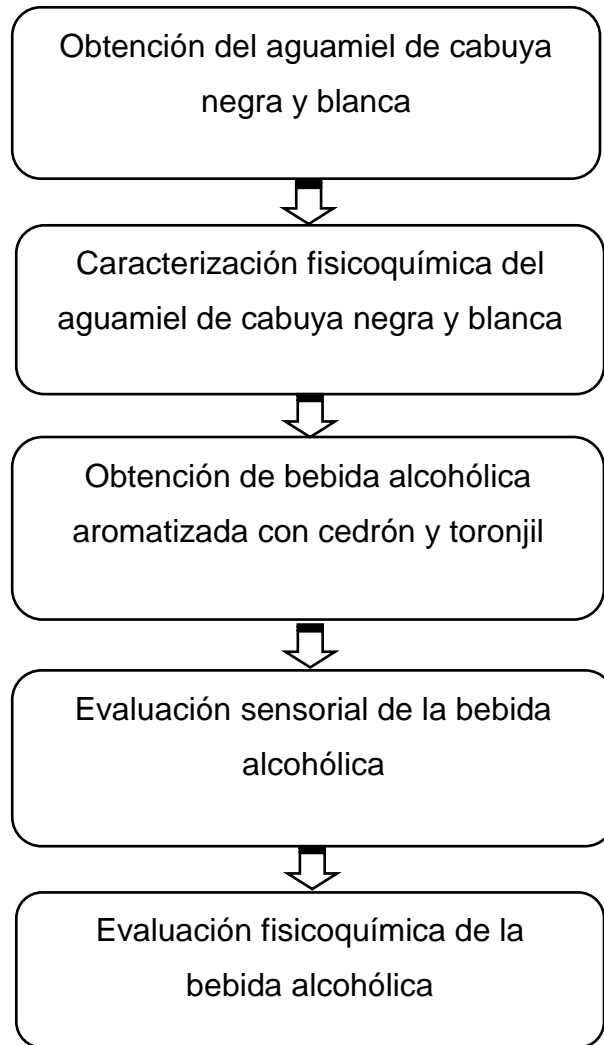 Obtención del aguamiel de cabuya
negra y blanca
Caracterización fisicoquímica del
aguamiel de cabuya negra y blanca
Obtención de bebida alcohólica
aromatizada con cedrón y toronjil
Evaluación sensorial de la bebida
alcohólica
Evaluación fisicoquímica de la
bebida alcohólica